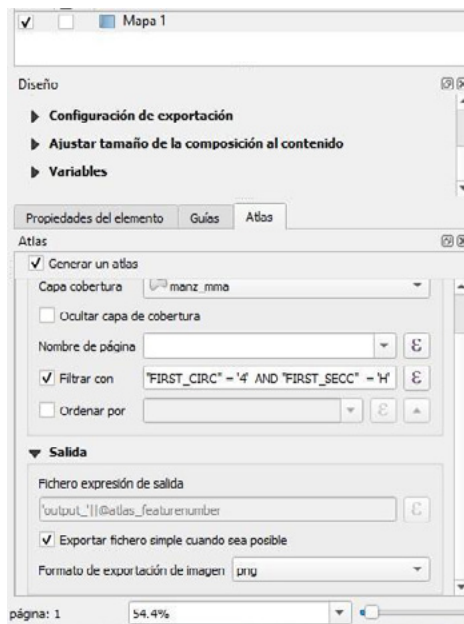 Mapa 1
Diseño
Configuración de exportación
Ajustar tamaño de la composición al contenido
Variables
Propiedades del elemento Guías Atlas
Atlas
Generar un atlas
Capa cobertura manz_mma
Ocultar capa de cobertura
Nombre de página ε
Filtrar con "FIRST_CIRC" = '4' AND "FIRST_SECC" = 'H' ε
Ordenar por ε
Salida
Fichero expresión de salida
'output_'||@atlas_featurenumber ε
Exportar fichero simple cuando sea posible
Formato de exportación de imagen png
página: 1 54.4%